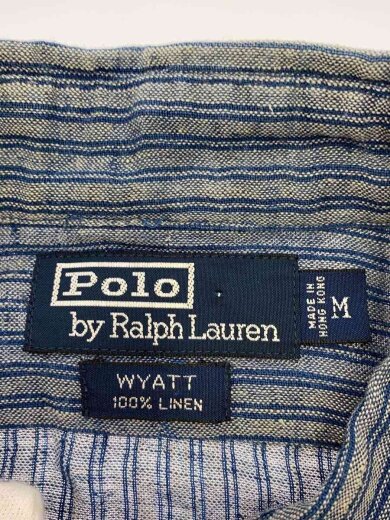 Polo
by Ralph Lauren
MADE IN
HONG KONG
M
WYATT
100% LINEN